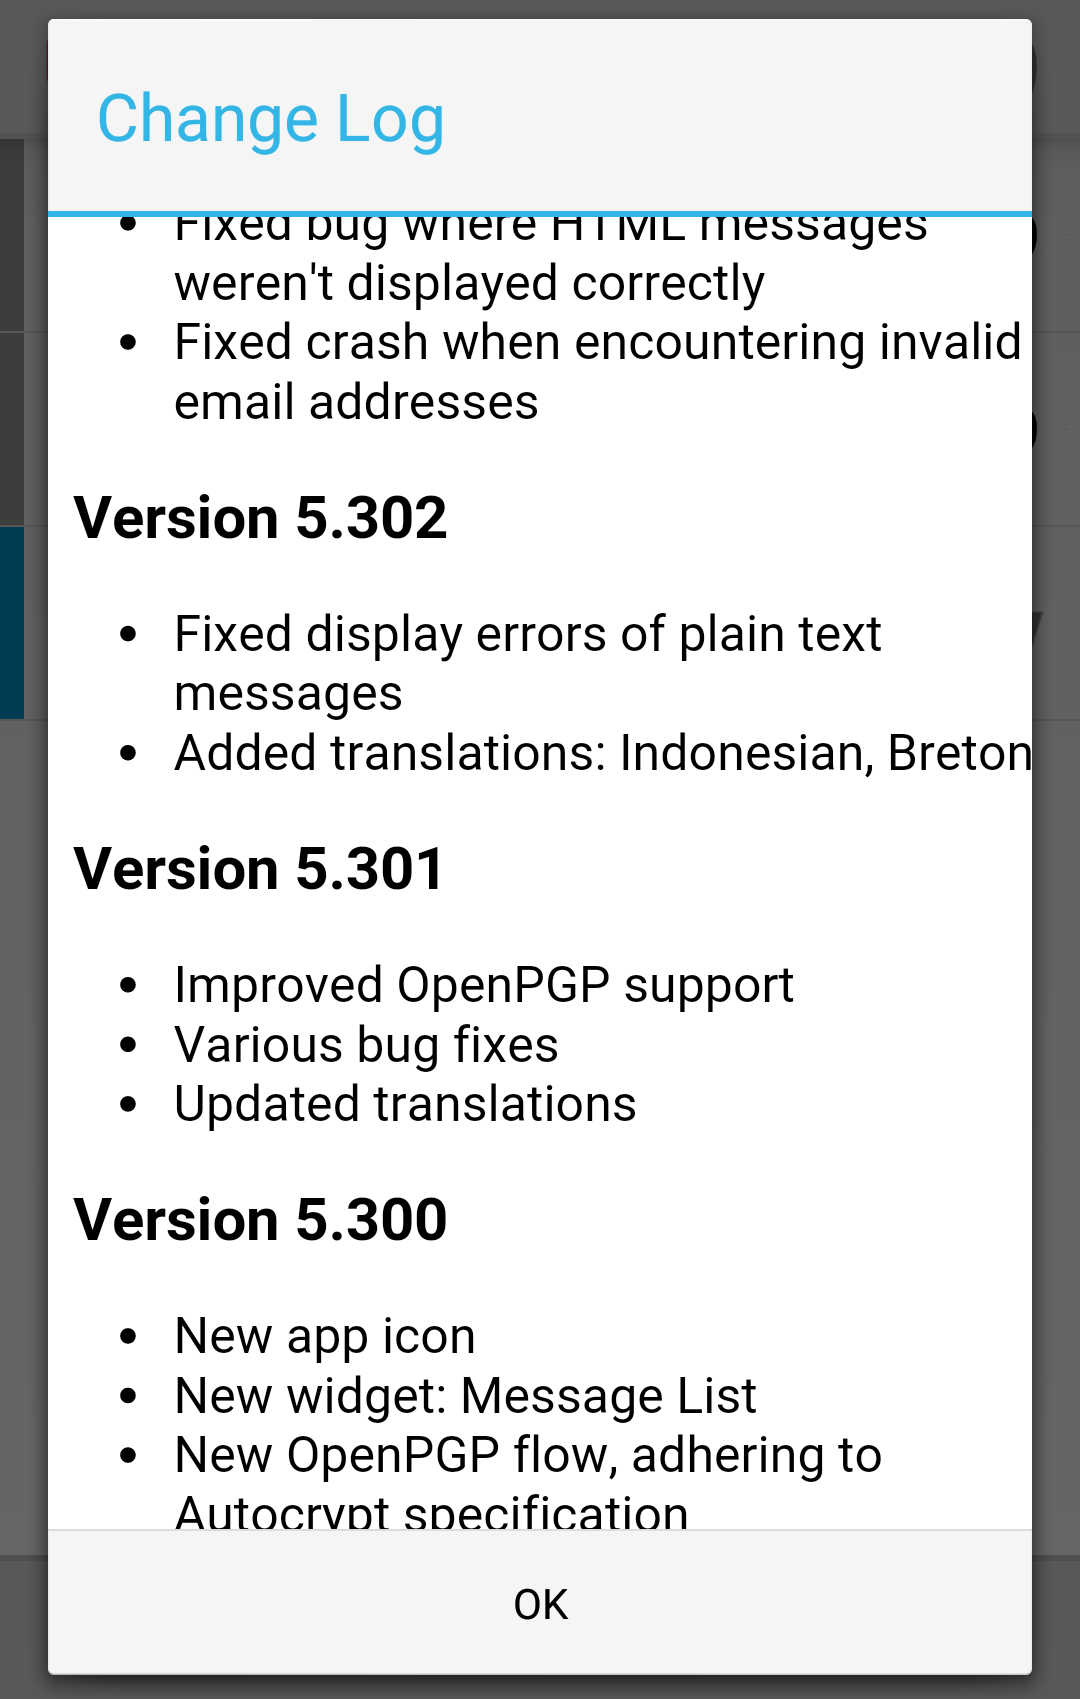 Change Log
Fixed bug where HTML messages
weren't displayed correctly
Fixed crash when encountering invalid
email addresses
Version 5.302
Fixed display errors of plain text
messages
Added translations: Indonesian, Breton
Version 5.301
Improved OpenPGP support
Various bug fixes
Updated translations
Version 5.300
New app icon
New widget: Message List
New OpenPGP flow, adhering to
Autocrypt specification
OK